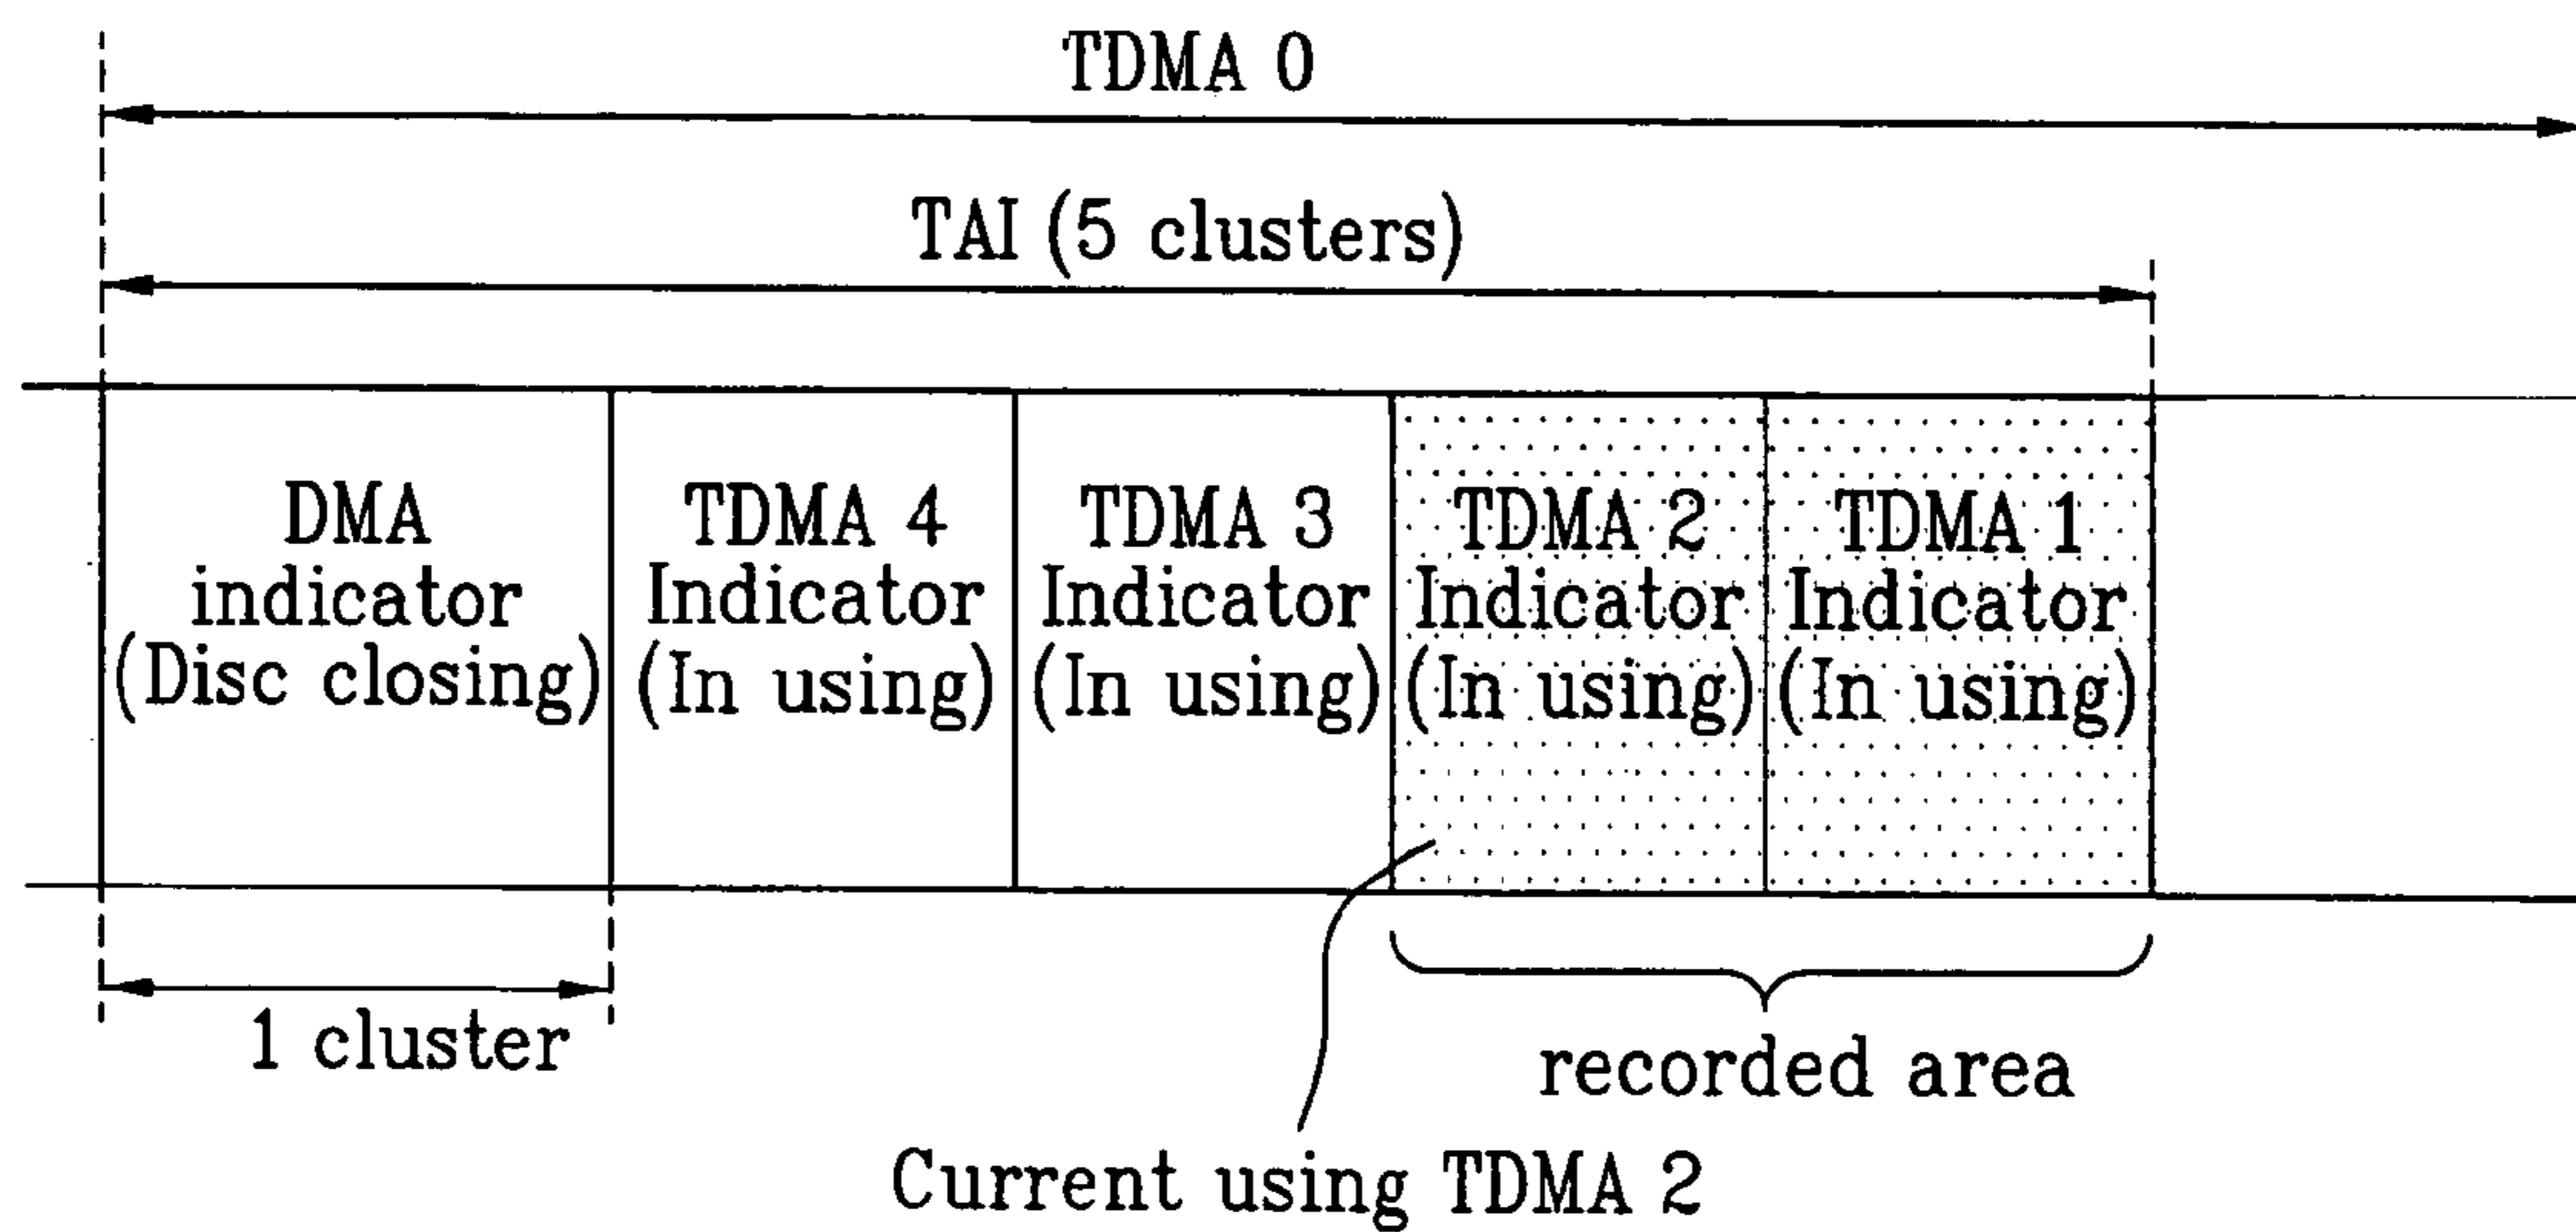 TDMA 0
TAI (5 clusters)
DMA
indicator
(Disc closing)
TDMA 4
Indicator
(In using)
TDMA 3
Indicator
(In using)
TDMA 2
Indicator
(In using)
TDMA 1
Indicator
(In using)
1 cluster
recorded area
Current using TDMA 2